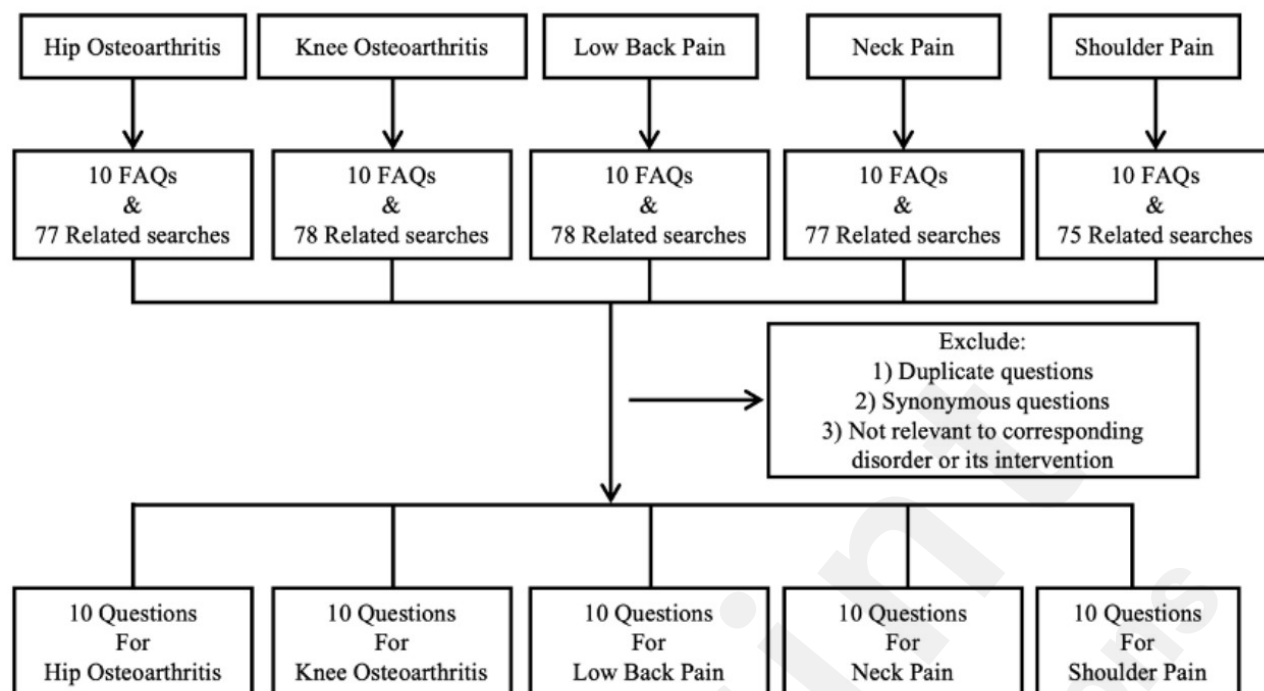 Hip Osteoarthritis
Knee Osteoarthritis
Low Back Pain
Neck Pain
Shoulder Pain
10 FAQs
&
77 Related searches
10 FAQs
&
78 Related searches
10 FAQs
&
78 Related searches
10 FAQs
&
77 Related searches
10 FAQs
&
75 Related searches
Exclude:
1) Duplicate questions
2) Synonymous questions
3) Not relevant to corresponding
disorder or its intervention
10 Questions
For
Hip Osteoarthritis
10 Questions
For
Knee Osteoarthritis
10 Questions
For
Low Back Pain
10 Questions
For
Neck Pain
10 Questions
For
Shoulder Pain